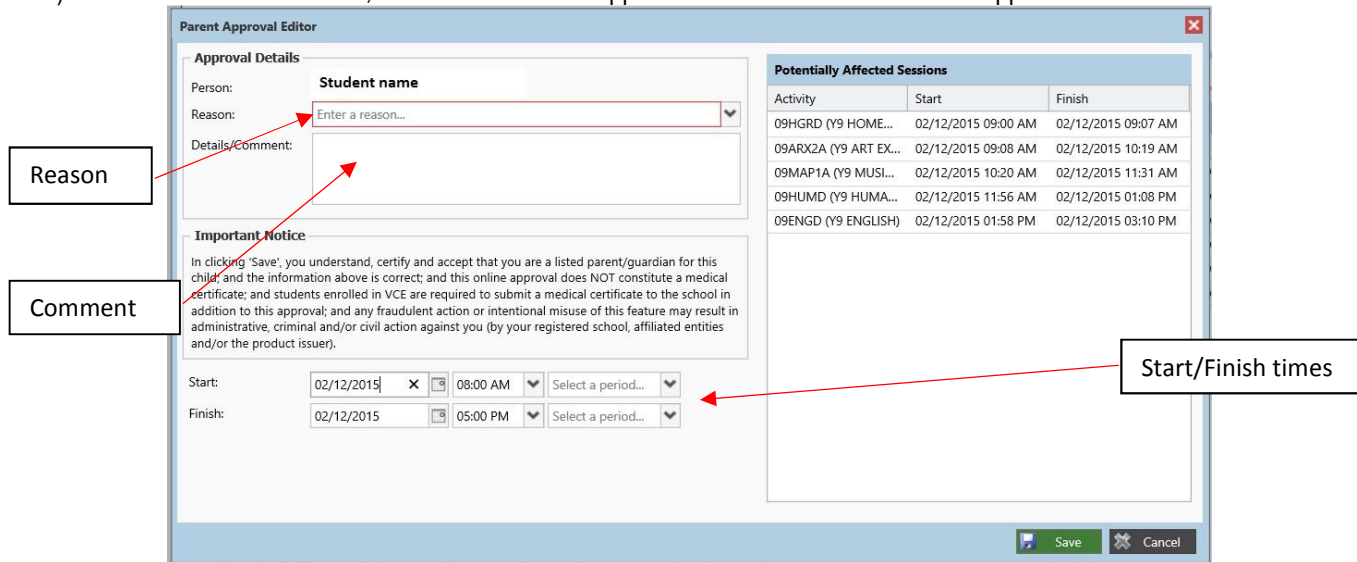 Parent Approval Editor
Approval Details
Person: Student name
Reason: Enter a reason...
Details/Comment:
Reason
Comment
Important Notice
In clicking 'Save', you understand, certify and accept that you are a listed parent/guardian for this
child; and the information above is correct; and this online approval does NOT constitute a medical
certificate; and students enrolled in VCE are required to submit a medical certificate to the school in
addition to this approval; and any fraudulent action or intentional misuse of this feature may result in
administrative, criminal and/or civil action against you (by your registered school, affiliated entities
and/or the product issuer).
Start: 02/12/2015 08:00 AM Select a period...
Finish: 02/12/2015 05:00 PM Select a period...
Potentially Affected Sessions
Activity Start Finish
09HGRD (Y9 HOME... 02/12/2015 09:00 AM 02/12/2015 09:07 AM
09ARX2A (Y9 ART EX... 02/12/2015 09:08 AM 02/12/2015 10:19 AM
09MAP1A (Y9 MUSI... 02/12/2015 10:20 AM 02/12/2015 11:31 AM
09HUMD (Y9 HUMA... 02/12/2015 11:56 AM 02/12/2015 01:08 PM
09ENGD (Y9 ENGLISH) 02/12/2015 01:58 PM 02/12/2015 03:10 PM
Start/Finish times
Save Cancel